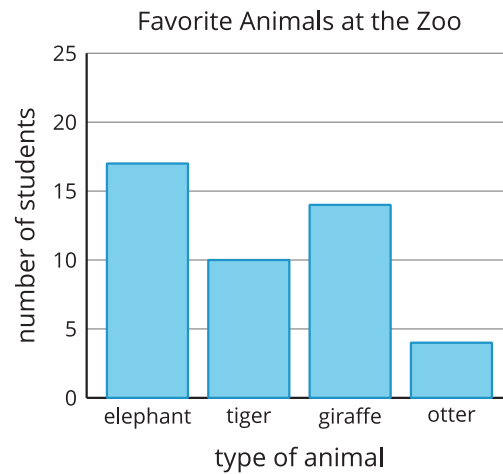 Favorite Animals at the Zoo
number of students
25
20
15
10
5
0
elephant tiger giraffe otter
type of animal